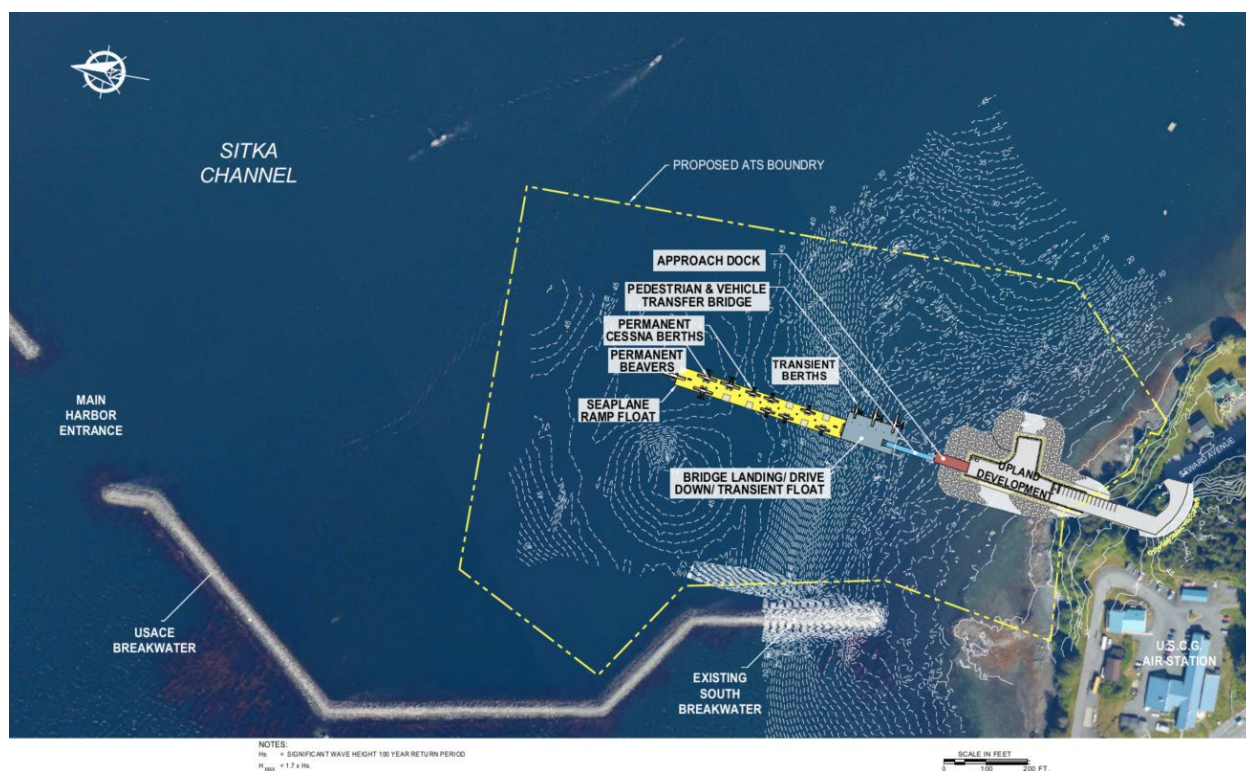 SITKA
CHANNEL
PROPOSED ATS BOUNDRY
APPROACH DOCK
PEDESTRIAN & VEHICLE
TRANSFER BRIDGE
PERMANENT
CESSNA BERTHS
PERMANENT
BEAVERS
TRANSIENT
BERTHS
SEAPLANE
RAMP FLOAT
MAIN
HARBOR
ENTRANCE
BRIDGE LANDING/ DRIVE
DOWN/ TRANSIENT FLOAT
UPLAND
DEVELOPMENT
SEWARD AVENUE
USACE
BREAKWATER
EXISTING
SOUTH
BREAKWATER
U.S.C.G.
AIR STATION
NOTES:
Hs = SIGNIFICANT WAVE HEIGHT 100 YEAR RETURN PERIOD
H MAX = 1.7 x Hs
SCALE IN FEET
0 100 200 FT.